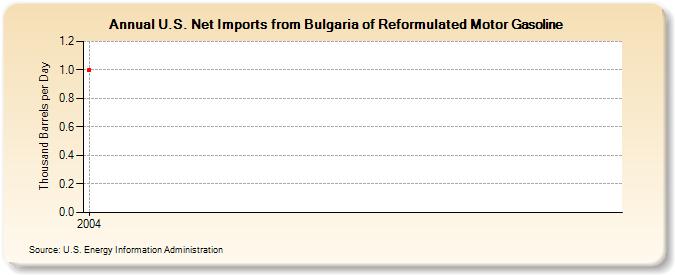 Annual U.S. Net Imports from Bulgaria of Reformulated Motor Gasoline
Thousand Barrels per Day
1.2
1.0
0.8
0.6
0.4
0.2
0.0
2004
Source: U.S. Energy Information Administration